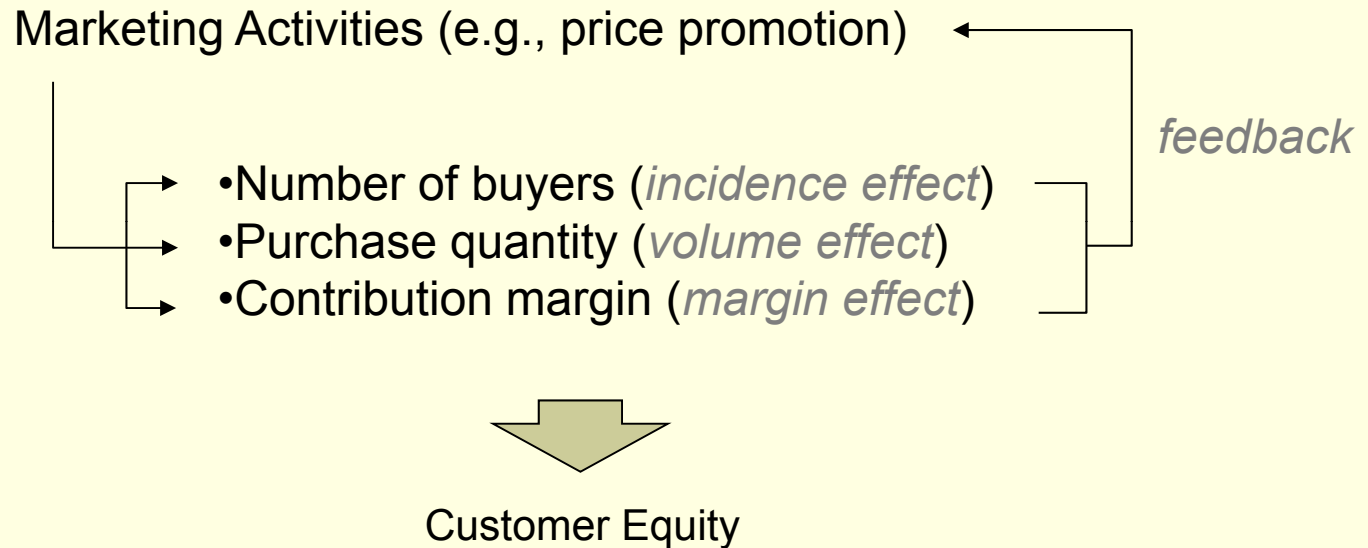 Marketing Activities (e.g., price promotion)
feedback
•Number of buyers (incidence effect)
•Purchase quantity (volume effect)
•Contribution margin (margin effect)
Customer Equity